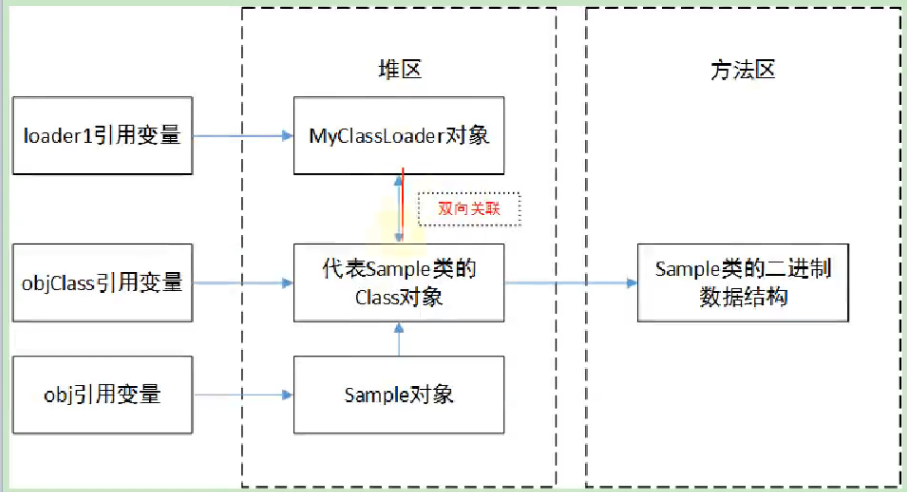 堆区
方法区
loader1引用变量
MyClassLoader对象
双向关联
objClass引用变量
代表Sample类的
Class对象
Sample类的二进制
数据结构
obj引用变量
Sample对象